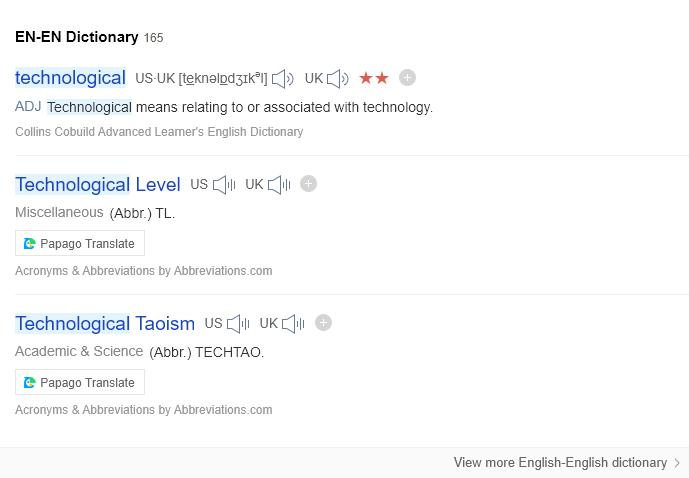 EN-EN Dictionary 165
technological US·UK [teknəlɒdʒɪkᵊl] UK
ADJ Technological means relating to or associated with technology.
Collins Cobuild Advanced Learner's English Dictionary
Technological Level US UK
Miscellaneous (Abbr.) TL.
Papago Translate
Acronyms & Abbreviations by Abbreviations.com
Technological Taoism US UK
Academic & Science (Abbr.) TECHTAO.
Papago Translate
Acronyms & Abbreviations by Abbreviations.com
View more English-English dictionary